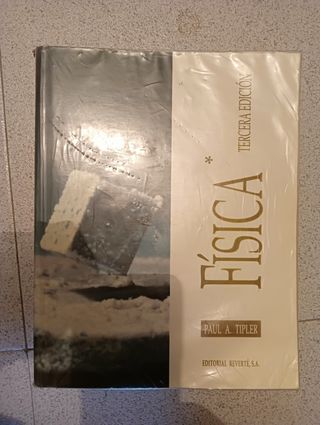 FÍSICA *
TERCERA EDICIÓN
PAUL A. TIPLER
EDITORIAL REVERTÉ, S.A.